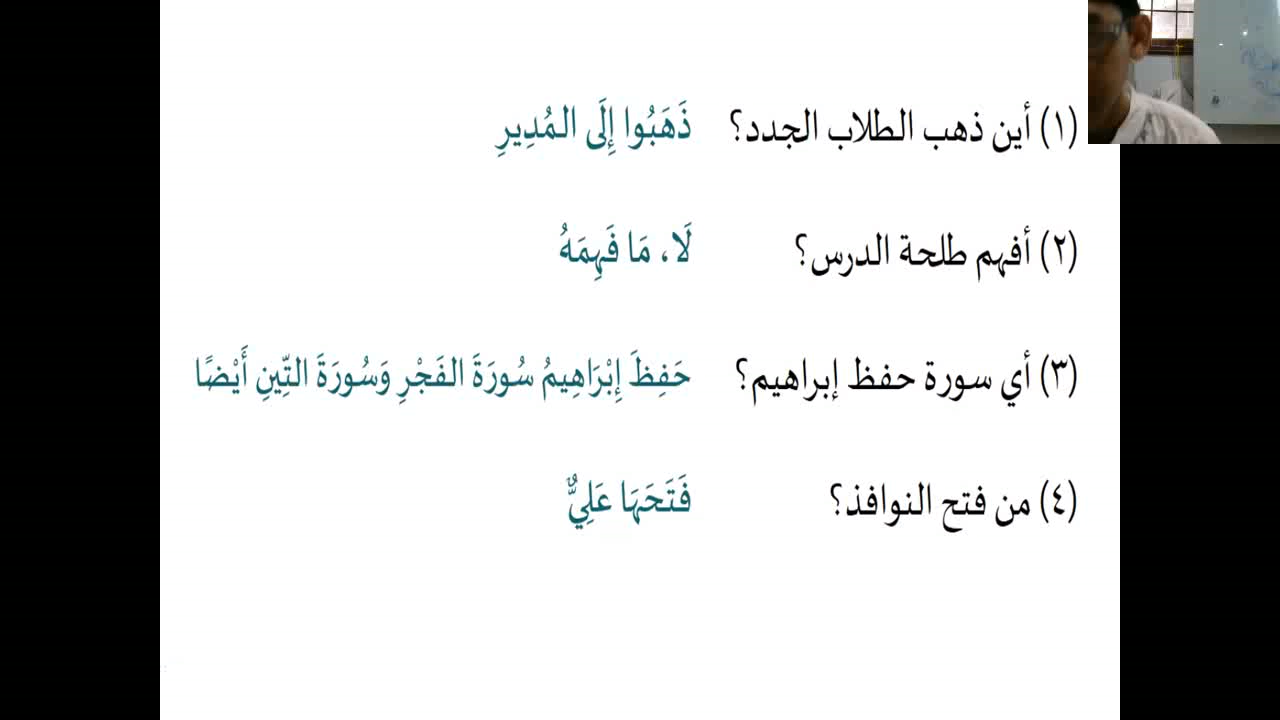 (١) أين ذهب الطلاب الجدد؟ ذَهَبُوا إِلَى المُدِيرِ
(٢) أفهم طلحة الدرس؟ لَا، مَا فَهِمَهُ
(٣) أي سورة حفظ إبراهيم؟ حَفِظَ إِبْرَاهِيمُ سُورَةَ الفَجْرِ وَسُورَةَ التِّينِ أَيْضًا
(٤) من فتح النوافذ؟ فَتَحَهَا عَلِيٌّ